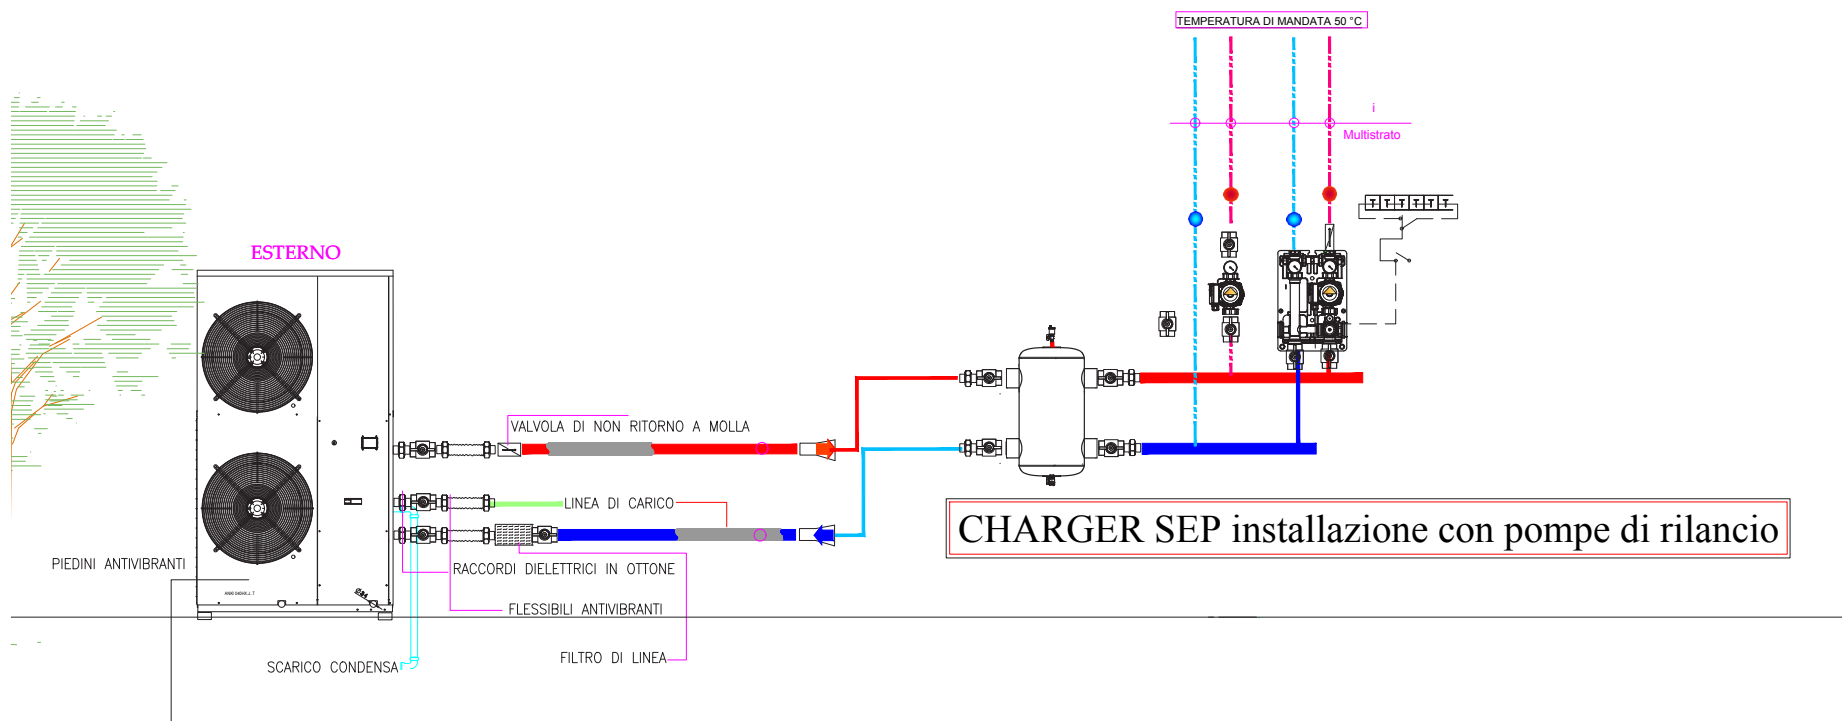 TEMPERATURA DI MANDATA 50 °C
i
Multistrato
ESTERNO
VALVOLA DI NON RITORNO A MOLLA
LINEA DI CARICO
CHARGER SEP installazione con pompe di rilancio
PIEDINI ANTIVIBRANTI
RACCORDI DIELETTRICI IN OTTONE
FLESSIBILI ANTIVIBRANTI
FILTRO DI LINEA
SCARICO CONDENSA